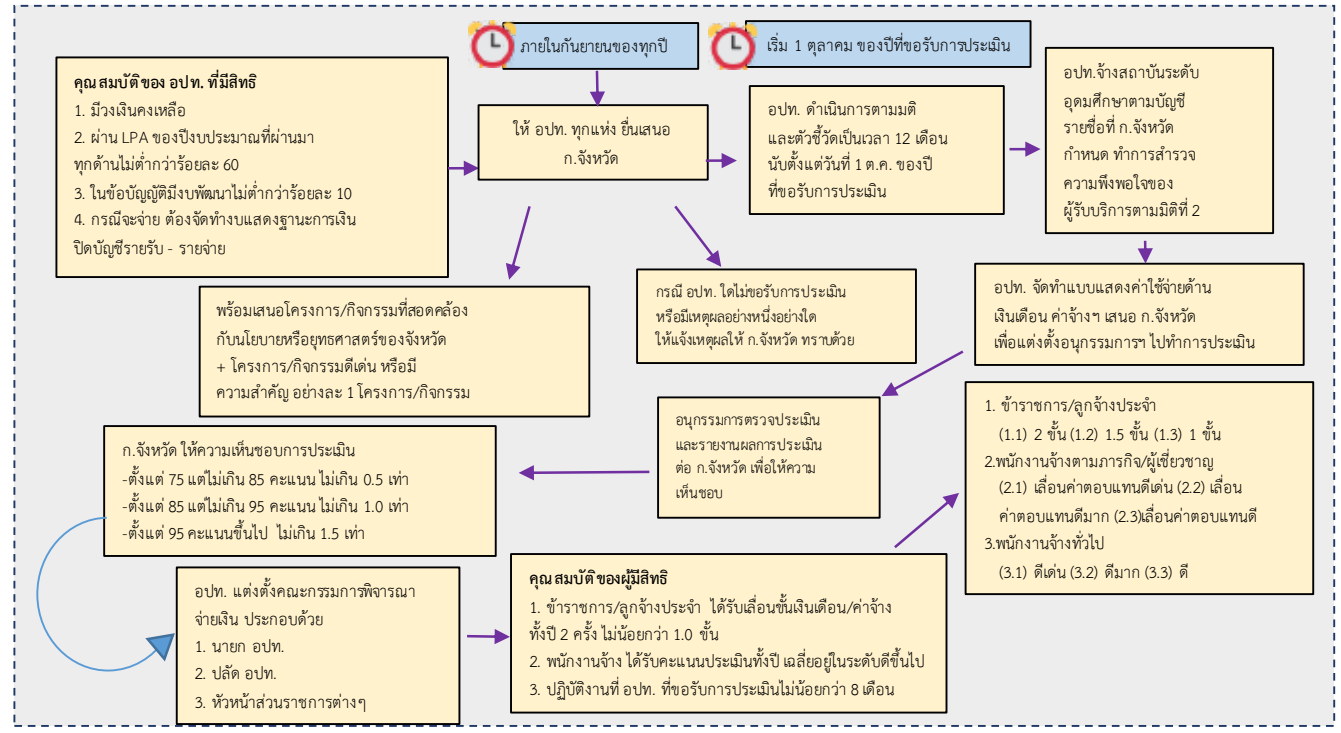 ภายในกันยายนของทุกปี
เริ่ม 1 ตุลาคม ของปีที่ขอรับการประเมิน
คุณสมบัติของ อปท. ที่มีสิทธิ
1. มีวงเงินคงเหลือ
2. ผ่าน LPA ของปีงบประมาณที่ผ่านมา
ทุกด้านไม่ต่ำกว่าร้อยละ 60
3. ในข้อบัญญัติมีงบพัฒนาไม่ต่ำกว่าร้อยละ 10
4. กรณีจะจ่าย ต้องจัดทำงบแสดงฐานะการเงิน
ปิดบัญชีรายรับ - รายจ่าย
ให้ อปท. ทุกแห่ง ยื่นเสนอ
ก.จังหวัด
อปท. ดำเนินการตามมติ
และตัวชี้วัดเป็นเวลา 12 เดือน
นับตั้งแต่วันที่ 1 ต.ค. ของปี
ที่ขอรับการประเมิน
อปท.จ้างสถาบันระดับ
อุดมศึกษาตามบัญชี
รายชื่อที่ ก.จังหวัด
กำหนด ทำการสำรวจ
ความพึงพอใจของ
ผู้รับบริการตามมิติที่ 2
พร้อมเสนอโครงการ/กิจกรรมที่สอดคล้อง
กับนโยบายหรือยุทธศาสตร์ของจังหวัด
+ โครงการ/กิจกรรมดีเด่น หรือมี
ความสำคัญ อย่างละ 1 โครงการ/กิจกรรม
กรณี อปท. ใดไม่ขอรับการประเมิน
หรือมีเหตุผลอย่างหนึ่งอย่างใด
ให้แจ้งเหตุผลให้ ก.จังหวัด ทราบด้วย
อปท. จัดทำแบบแสดงค่าใช้จ่ายด้าน
เงินเดือน ค่าจ้างฯ เสนอ ก.จังหวัด
เพื่อแต่งตั้งอนุกรรมการฯ ไปทำการประเมิน
อนุกรรมการตรวจประเมิน
และรายงานผลการประเมิน
ต่อ ก.จังหวัด เพื่อให้ความ
เห็นชอบ
ก.จังหวัด ให้ความเห็นชอบการประเมิน
-ตั้งแต่ 75 แต่ไม่เกิน 85 คะแนน ไม่เกิน 0.5 เท่า
-ตั้งแต่ 85 แต่ไม่เกิน 95 คะแนน ไม่เกิน 1.0 เท่า
-ตั้งแต่ 95 คะแนนขึ้นไป ไม่เกิน 1.5 เท่า
อปท. แต่งตั้งคณะกรรมการพิจารณา
จ่ายเงิน ประกอบด้วย
1. นายก อปท.
2. ปลัด อปท.
3. หัวหน้าส่วนราชการต่างๆ
คุณสมบัติของผู้มีสิทธิ
1. ข้าราชการ/ลูกจ้างประจำ ได้รับเลื่อนขั้นเงินเดือน/ค่าจ้าง
ทั้งปี 2 ครั้ง ไม่น้อยกว่า 1.0 ขั้น
2. พนักงานจ้าง ได้รับคะแนนประเมินทั้งปี เฉลี่ยอยู่ในระดับดีขึ้นไป
3. ปฏิบัติงานที่ อปท. ที่ขอรับการประเมินไม่น้อยกว่า 8 เดือน
1. ข้าราชการ/ลูกจ้างประจำ
(1.1) 2 ขั้น (1.2) 1.5 ขั้น (1.3) 1 ขั้น
2.พนักงานจ้างตามภารกิจ/ผู้เชี่ยวชาญ
(2.1) เลื่อนค่าตอบแทนดีเด่น (2.2) เลื่อน
ค่าตอบแทนดีมาก (2.3)เลื่อนค่าตอบแทนดี
3.พนักงานจ้างทั่วไป
(3.1) ดีเด่น (3.2) ดีมาก (3.3) ดี